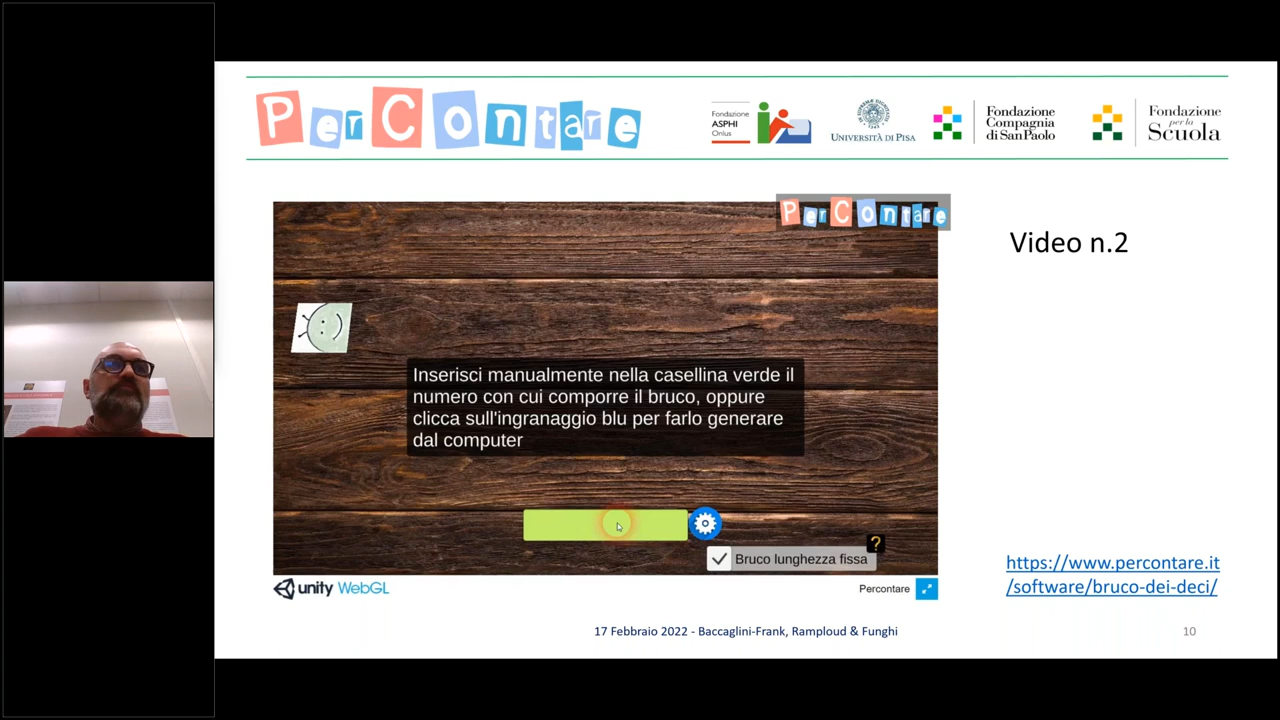 PerContare
Fondazione
ASPHI
Onlus
UNIVERSITÀ DI PISA
Fondazione
Compagnia
di SanPaolo
Fondazione
per la
Scuola
PerContare
Video n.2
Inserisci manualmente nella casellina verde il
numero con cui comporre il bruco, oppure
clicca sull'ingranaggio blu per farlo generare
dal computer
?
Bruco lunghezza fissa
unity WebGL
Percontare
https://www.percontare.it
/software/bruco-dei-deci/
17 Febbraio 2022 - Baccaglini-Frank, Ramploud & Funghi
10